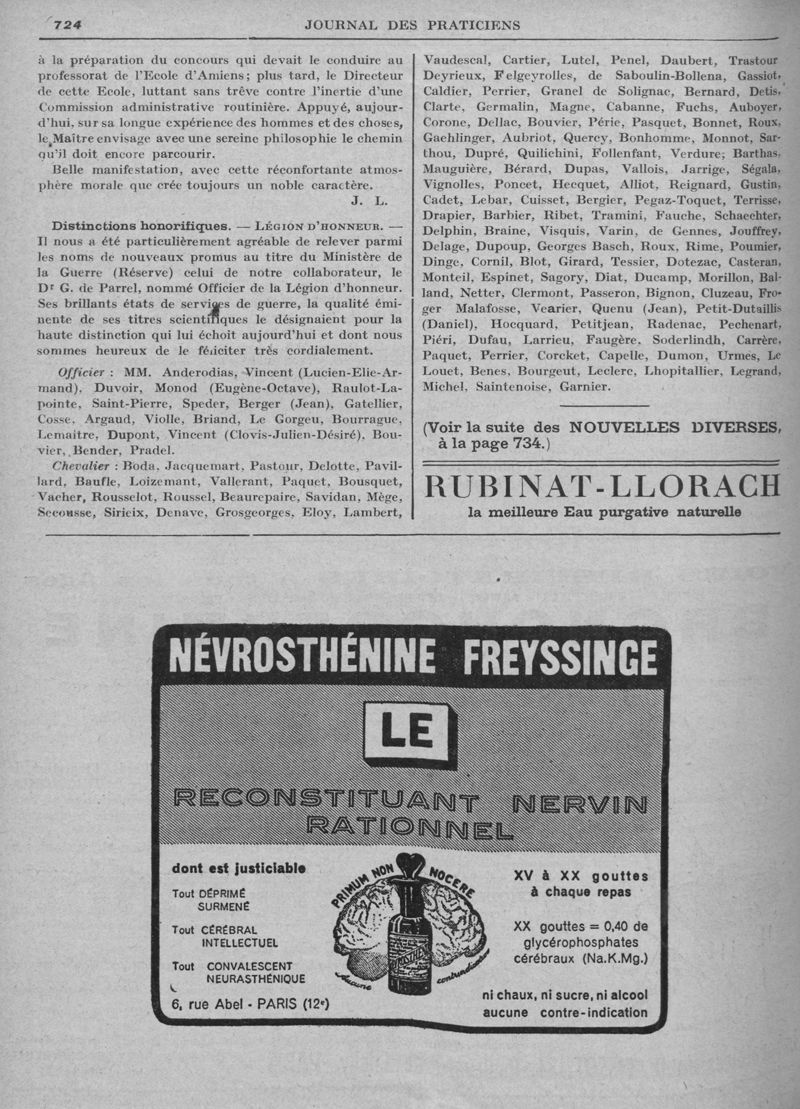 724
JOURNAL DES PRATICIENS
à la préparation du concours qui devait le conduire au
professorat de l'Ecole d'Amiens; plus tard, le Directeur
de cette Ecole, luttant sans trêve contre l'inertie d'une
Commission administrative routinière. Appuyé, aujour-
d'hui, sur sa longue expérience des hommes et des choses,
le Maître envisage avec une sereine philosophie le chemin
qu'il doit encore parcourir.
Belle manifestation, avec cette réconfortante atmos-
phère morale que crée toujours un noble caractère.
J. L.
Distinctions honorifiques. — LÉGION D'HONNEUR. —
Il nous a été particulièrement agréable de relever parmi
les noms de nouveaux promus au titre du Ministère de
la Guerre (Réserve) celui de notre collaborateur, le
Dr G. de Parrel, nommé Officier de la Légion d'honneur.
Ses brillants états de services de guerre, la qualité émi-
nente de ses titres scientifiques le désignaient pour la
haute distinction qui lui échoit aujourd'hui et dont nous
sommes heureux de le féliciter très cordialement.
Officier : MM. Anderodias, Vincent (Lucien-Elie-Ar-
mand), Duvoir, Monod (Eugène-Octave), Raulot-La-
pointe, Saint-Pierre, Speder, Berger (Jean), Gatellier,
Cosse, Argaud, Violle, Briand, Le Gorgeu, Bourrague,
Lemaitre, Dupont, Vincent (Clovis-Julien-Désiré), Bou-
vier, Bender, Pradel.
Chevalier : Boda, Jacquemart, Pastour, Delotte, Pavil-
lard, Baufle, Loizemant, Vallerant, Paquet, Bousquet,
Vacher, Rousselot, Roussel, Beaurepaire, Savidan, Mège,
Secousse, Sirieix, Denave, Grosgeorges, Eloy, Lambert,
Vaudescal, Cartier, Lutel, Penel, Daubert, Trastour
Deyrieux, Felgeyrolles, de Saboulin-Bollena, Gassiot,
Caldier, Perrier, Granel de Solignac, Bernard, Detis,
Clarte, Germalin, Magne, Cabanne, Fuchs, Auboyer,
Corone, Dellac, Bouvier, Périe, Pasquet, Bonnet, Roux,
Gaehlinger, Aubriot, Quercy, Bonhomme, Monnot, Sar-
thou, Dupré, Quilichini, Follenfant, Verdure; Barthas,
Mauguière, Bérard, Dupas, Vallois, Jarrige, Ségala,
Vignolles, Poncet, Hecquet, Alliot, Reignard, Gustin,
Cadet, Lebar, Cuisset, Bergier, Pegaz-Toquet, Terrisse,
Drapier, Barbier, Ribet, Tramini, Fauche, Schaechter,
Delphin, Braine, Visquis, Varin, de Gennes, Jouffrey,
Delage, Dupoup, Georges Basch, Roux, Rime, Poumier,
Dinge, Cornil, Blot, Girard, Tessier, Dotezac, Casteran,
Monteil, Espinet, Sagory, Diat, Ducamp, Morillon, Bal-
land, Netter, Clermont, Passeron, Bignon, Cluzeau, Fro-
ger Malafosse, Vearier, Quenu (Jean), Petit-Dutaillis
(Daniel), Hocquard, Petitjean, Radenac, Pechenart,
Piéri, Dufau, Larrieu, Faugère, Soderlindh, Carrère,
Paquet, Perrier, Corcket, Capelle, Dumon, Urmes, Le
Louet, Benes, Bourgeut, Leclerc, Lhopitallier, Legrand,
Michel, Saintenoise, Garnier.
(Voir la suite des NOUVELLES DIVERSES,
à la page 734.)
RUBINAT-LLORACH
la meilleure Eau purgative naturelle
NÉVROSTHÉNINE FREYSSINGE
LE
RECONSTITUANT NERVIN
RATIONNEL
dont est justiciable
Tout DÉPRIMÉ
SURMENÉ
Tout CÉRÉBRAL
INTELLECTUEL
Tout CONVALESCENT
NEURASTHÉNIQUE
6, rue Abel - PARIS (12e)
PRIMUM NON NOCERE
aucune contrindication
XV à XX gouttes
à chaque repas
XX gouttes = 0,40 de
glycérophosphates
cérébraux (Na.K.Mg.)
ni chaux, ni sucre, ni alcool
aucune contre-indication